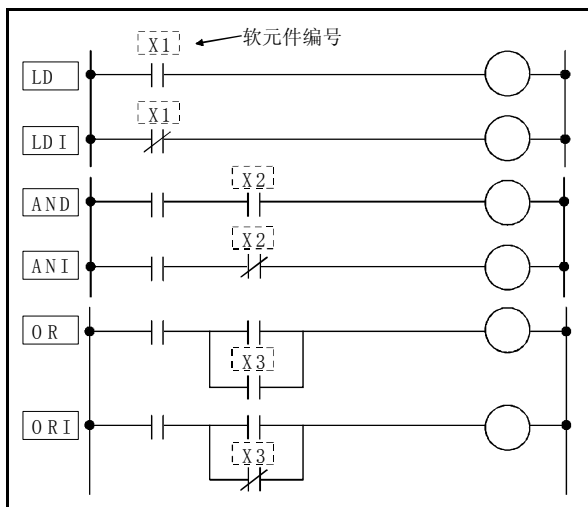 X1 软元件编号
LD
X1
LDI
X2
AND
X2
ANI
OR
X3
ORI
X3